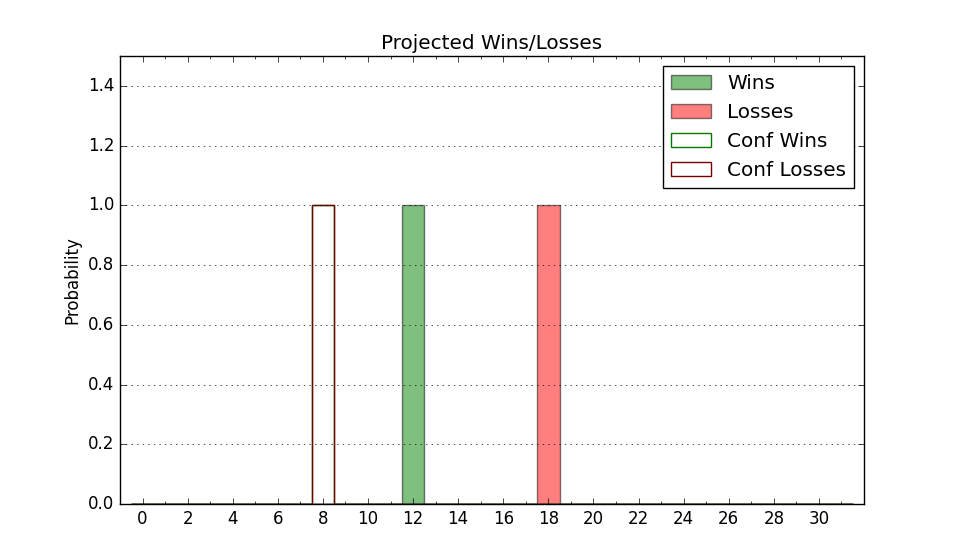 Projected Wins/Losses
Wins
Losses
Conf Wins
Conf Losses
Probability
1.4
1.2
1.0
0.8
0.6
0.4
0.2
0.0
0 2 4 6 8 10 12 14 16 18 20 22 24 26 28 30